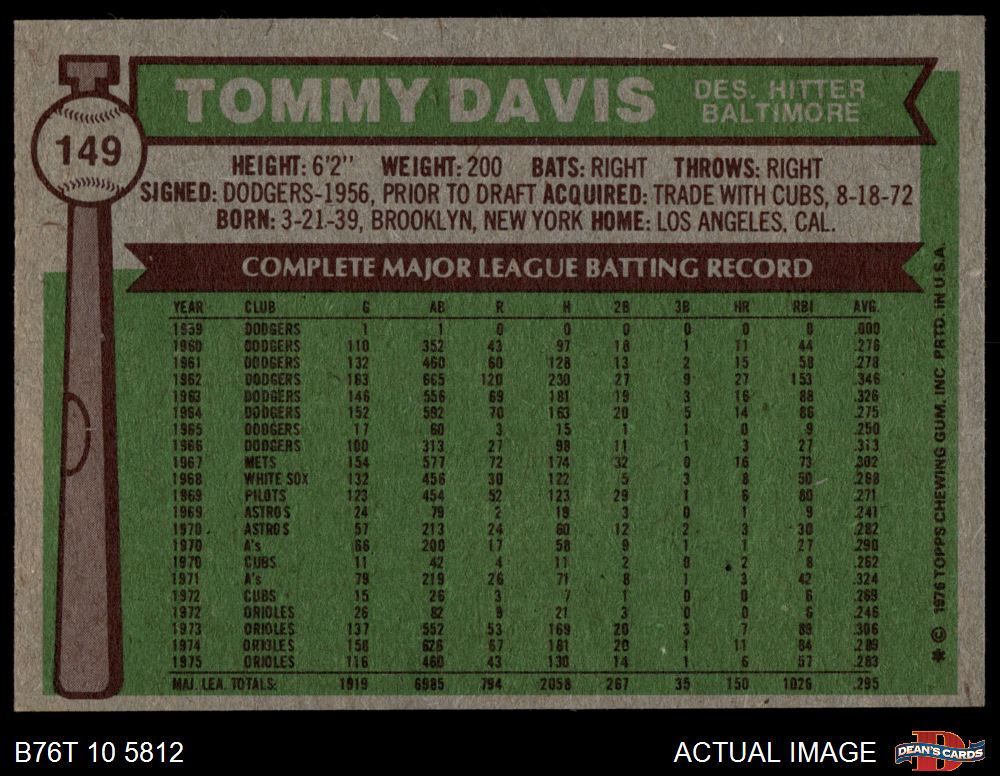 149
TOMMY DAVIS
DES. HITTER
BALTIMORE
HEIGHT: 6'2" WEIGHT: 200 BATS: RIGHT THROWS: RIGHT
SIGNED: DODGERS-1956, PRIOR TO DRAFT ACQUIRED: TRADE WITH CUBS, 8-18-72
BORN: 3-21-39, BROOKLYN, NEW YORK HOME: LOS ANGELES, CAL.
COMPLETE MAJOR LEAGUE BATTING RECORD
YEAR CLUB G AB R H 2B 3B HR RBI AVG.
1959 DODGERS 1 1 0 0 0 0 0 0 .000
1960 DODGERS 110 352 43 97 18 1 11 44 .276
1961 DODGERS 132 460 60 128 13 2 15 58 .278
1962 DODGERS 163 665 120 230 27 9 27 153 .346
1963 DODGERS 146 556 69 181 19 3 16 88 .326
1964 DODGERS 152 592 70 163 20 5 14 86 .275
1965 DODGERS 17 60 3 15 1 1 0 9 .250
1966 DODGERS 100 313 27 98 11 1 3 27 .313
1967 METS 154 577 72 174 32 0 16 73 .302
1968 WHITE SOX 132 456 30 122 5 3 8 50 .268
1969 PILOTS 123 454 52 123 29 1 6 80 .271
1969 ASTROS 24 79 2 19 3 0 1 9 .241
1970 ASTROS 57 213 24 60 12 2 3 30 .282
1970 A's 66 200 17 58 9 1 1 27 .290
1970 CUBS 11 42 4 11 2 0 2 8 .262
1971 A's 79 219 26 71 8 1 3 42 .324
1972 CUBS 15 26 3 7 1 0 0 6 .269
1972 ORIOLES 26 82 9 21 3 0 0 6 .246
1973 ORIOLES 137 552 53 169 20 3 7 89 .306
1974 ORIOLES 158 626 67 181 20 1 11 84 .289
1975 ORIOLES 116 460 43 130 14 1 6 57 .283
MAJ. LEA. TOTALS: 1919 6985 794 2058 267 35 150 1026 .295
✱ © 1976 TOPPS CHEWING GUM, INC PRTD. IN U.S.A.
B76T 10 5812
ACTUAL IMAGE
DEAN'S CARDS